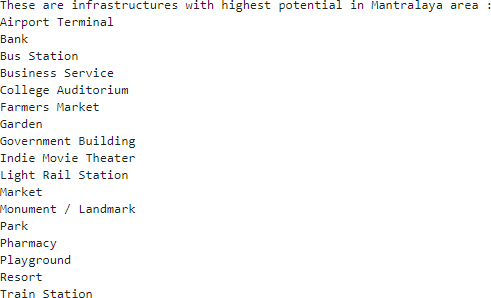 These are infrastructures with highest potential in Mantralaya area :
Airport Terminal
Bank
Bus Station
Business Service
College Auditorium
Farmers Market
Garden
Government Building
Indie Movie Theater
Light Rail Station
Market
Monument / Landmark
Park
Pharmacy
Playground
Resort
Train Station